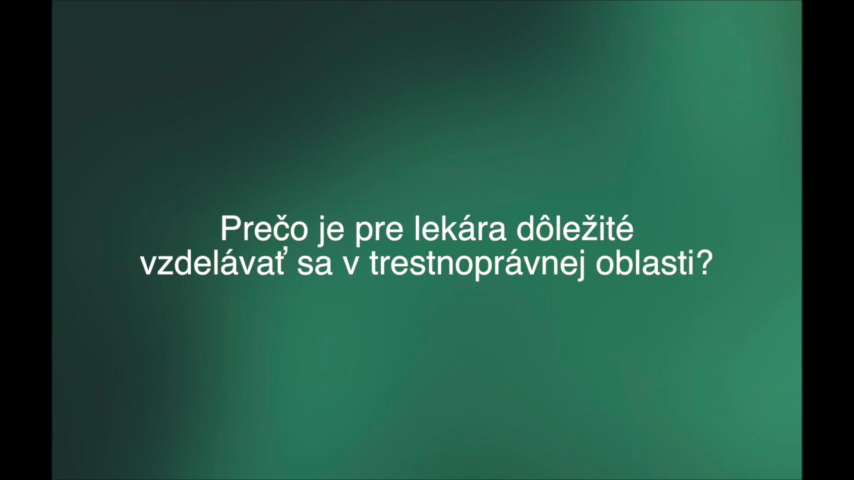 Prečo je pre lekára dôležité
vzdelávať sa v trestnoprávnej oblasti?